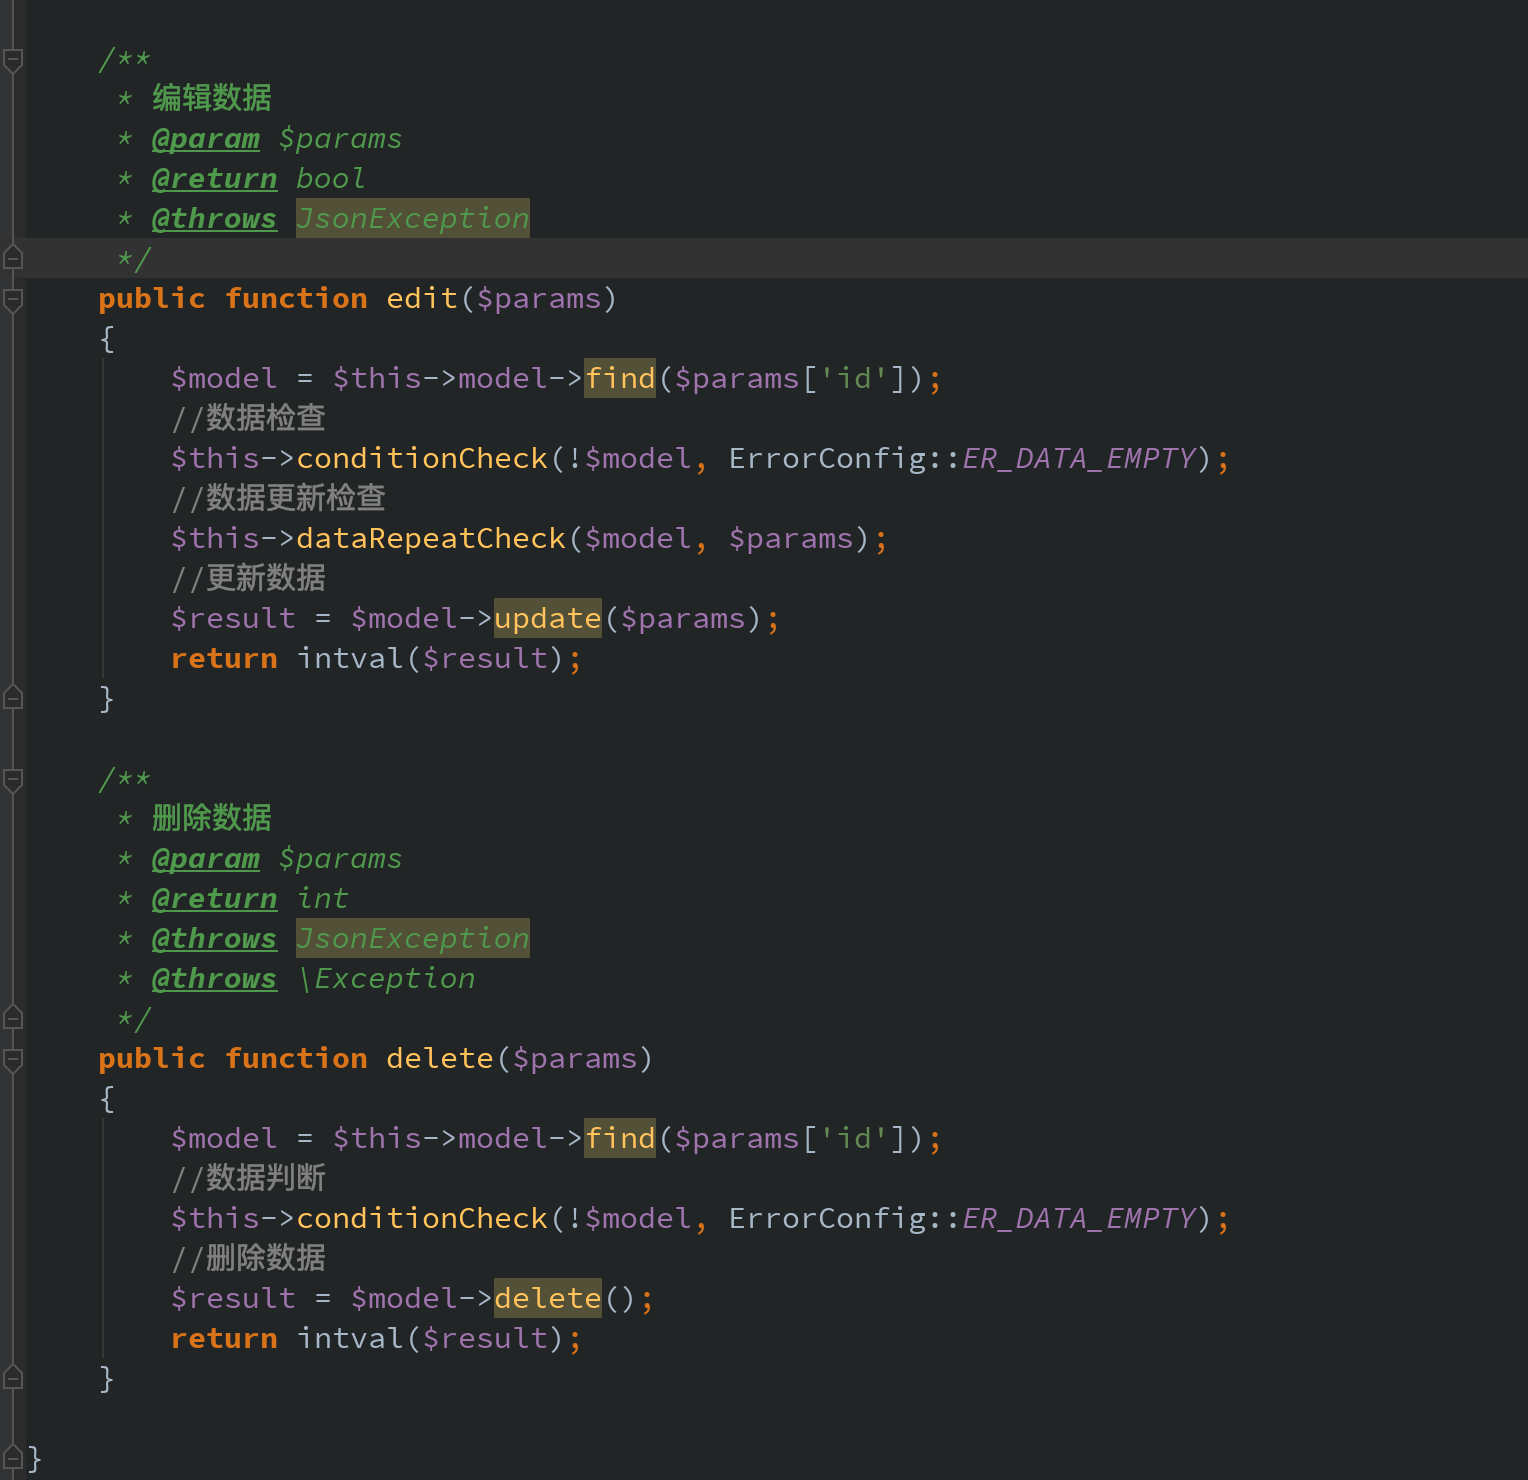 /**
 * 编辑数据
 * @param $params
 * @return bool
 * @throws JsonException
 */
public function edit($params)
{
    $model = $this->model->find($params['id']);
    //数据检查
    $this->conditionCheck(!$model, ErrorConfig::ER_DATA_EMPTY);
    //数据更新检查
    $this->dataRepeatCheck($model, $params);
    //更新数据
    $result = $model->update($params);
    return intval($result);
}
/**
 * 删除数据
 * @param $params
 * @return int
 * @throws JsonException
 * @throws \Exception
 */
public function delete($params)
{
    $model = $this->model->find($params['id']);
    //数据判断
    $this->conditionCheck(!$model, ErrorConfig::ER_DATA_EMPTY);
    //删除数据
    $result = $model->delete();
    return intval($result);
}
}